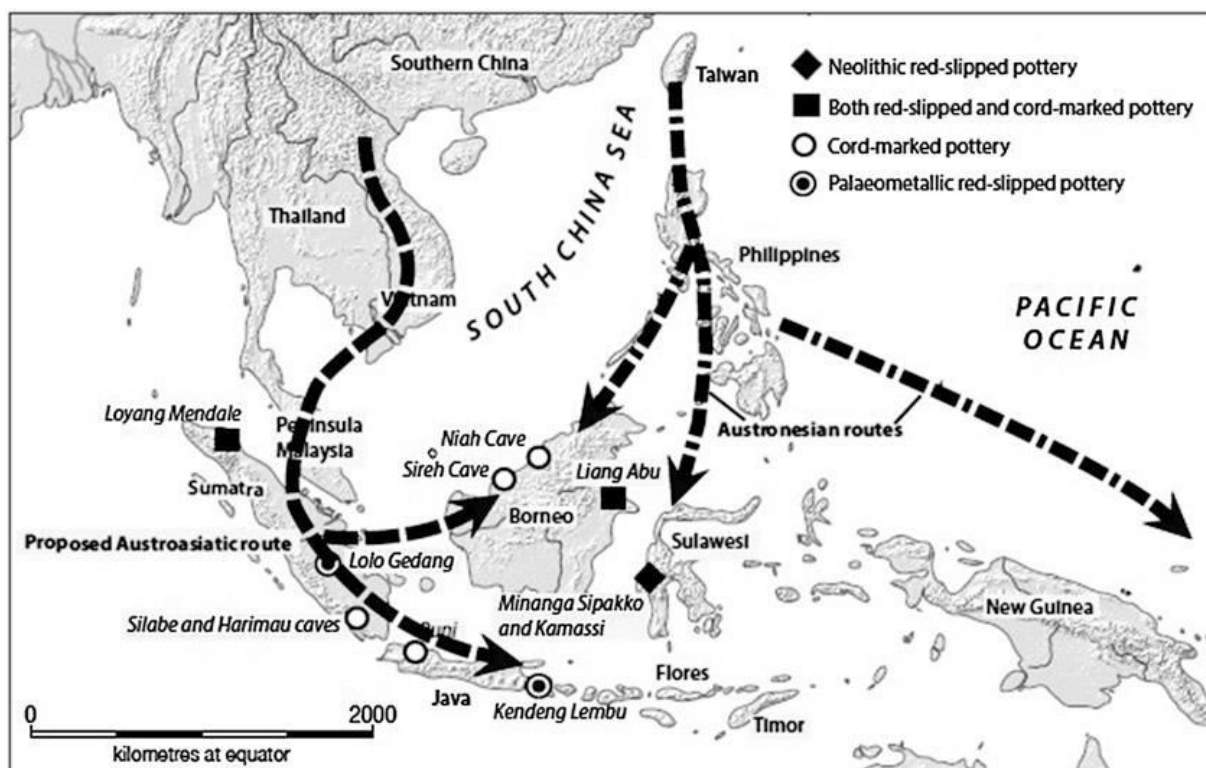 Southern China
Taiwan
Neolithic red-slipped pottery
Both red-slipped and cord-marked pottery
Cord-marked pottery
Palaeometallic red-slipped pottery
Thailand
SOUTH CHINA SEA
Philippines
Vietnam
PACIFIC
OCEAN
Loyang Mendale
Peninsula
Malaysia
Niah Cave
Sireh Cave
Liang Abu
Austronesian routes
Sumatra
Borneo
Proposed Austroasiatic route
Sulawesi
Lolo Gedang
Minanga Sipakko
and Kamassi
New Guinea
Silabe and Harimau caves
Flores
Java
Kendeng Lembu
Timor
0
2000
kilometres at equator